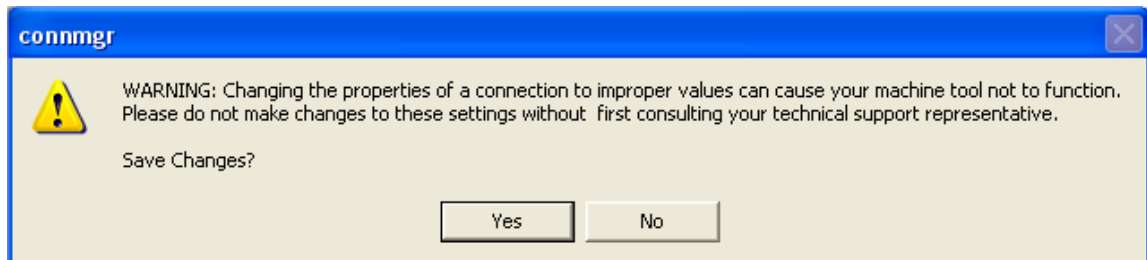 connmgr
WARNING: Changing the properties of a connection to improper values can cause your machine tool not to function.
Please do not make changes to these settings without  first consulting your technical support representative.
Save Changes?
Yes
No